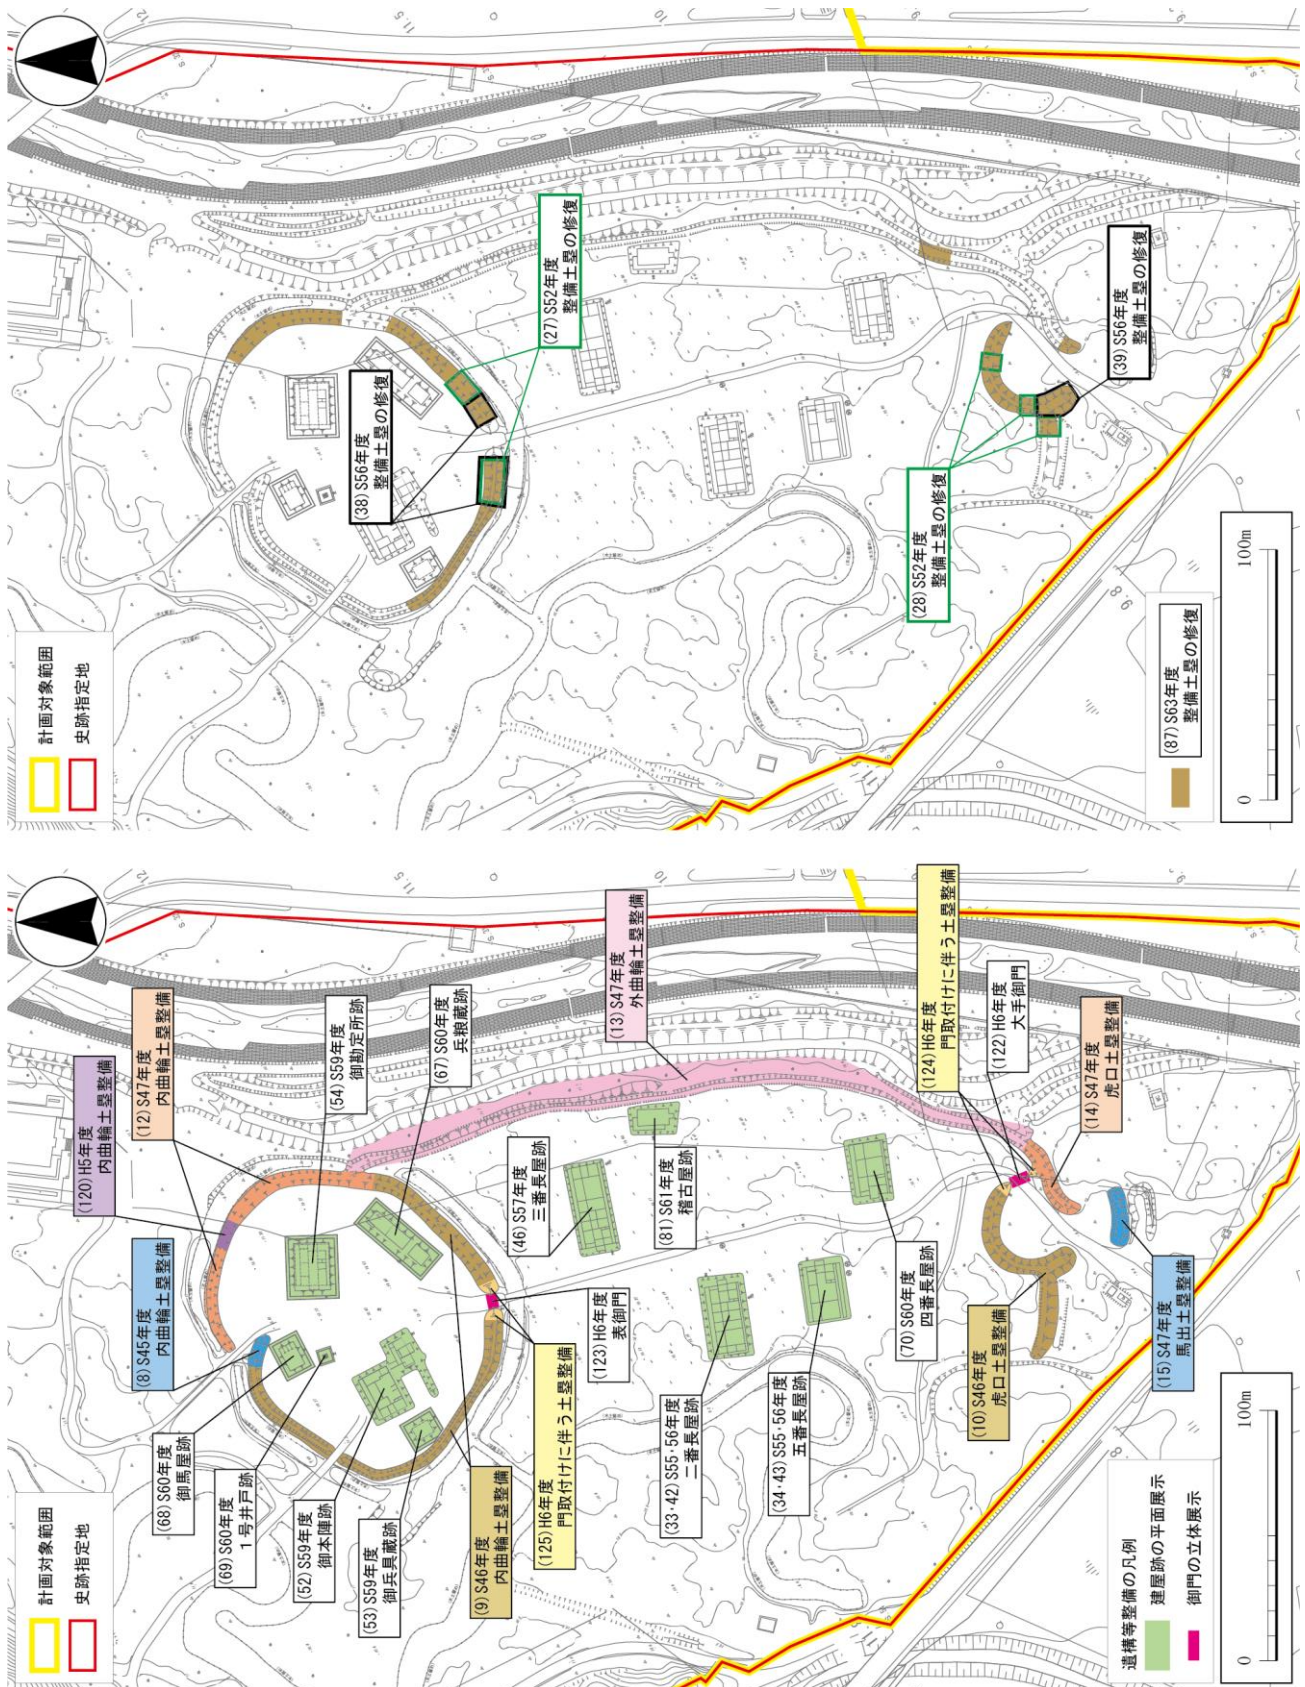 計画対象範囲
史跡指定地
(120)H5年度
内曲輪土塁整備
(12)S47年度
内曲輪土塁整備
(8)S45年度
内曲輪土塁整備
(54)S59年度
御勘定所跡
(67)S60年度
兵粮蔵跡
(13)S47年度
外曲輪土塁整備
(68)S60年度
御馬屋跡
(69)S60年度
1号井戸跡
(52)S59年度
御本陣跡
(53)S59年度
御兵具蔵跡
(9)S46年度
内曲輪土塁整備
(125)H6年度
門取付けに伴う土塁整備
(123)H6年度
表御門
(46)S57年度
三番長屋跡
(81)S61年度
稽古屋跡
(33・42)S55・56年度
二番長屋跡
(34・43)S55・56年度
五番長屋跡
(70)S60年度
四番長屋跡
(124)H6年度
門取付けに伴う土塁整備
(122)H6年度
大手御門
(14)S47年度
虎口土塁整備
(10)S46年度
虎口土塁整備
(15)S47年度
馬出土塁整備
遺構等整備の凡例
建屋跡の平面展示
御門の立体展示
0
100m
計画対象範囲
史跡指定地
(38)S56年度
整備土塁の修復
(27)S52年度
整備土塁の修復
(28)S52年度
整備土塁の修復
(39)S56年度
整備土塁の修復
(87)S63年度
整備土塁の修復
0
100m